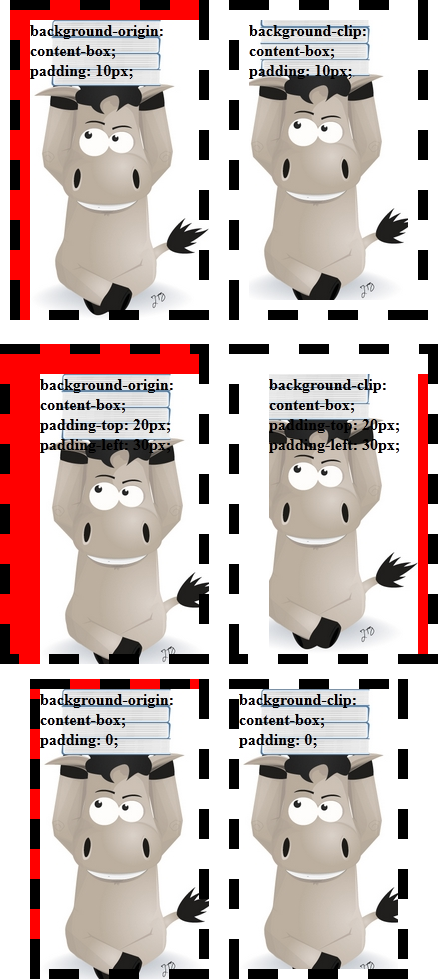 background-origin:
content-box;
padding: 10px;
background-clip:
content-box;
padding: 10px;
background-origin:
content-box;
padding-top: 20px;
padding-left: 30px;
background-clip:
content-box;
padding-top: 20px;
padding-left: 30px;
background-origin:
content-box;
padding: 0;
background-clip:
content-box;
padding: 0;